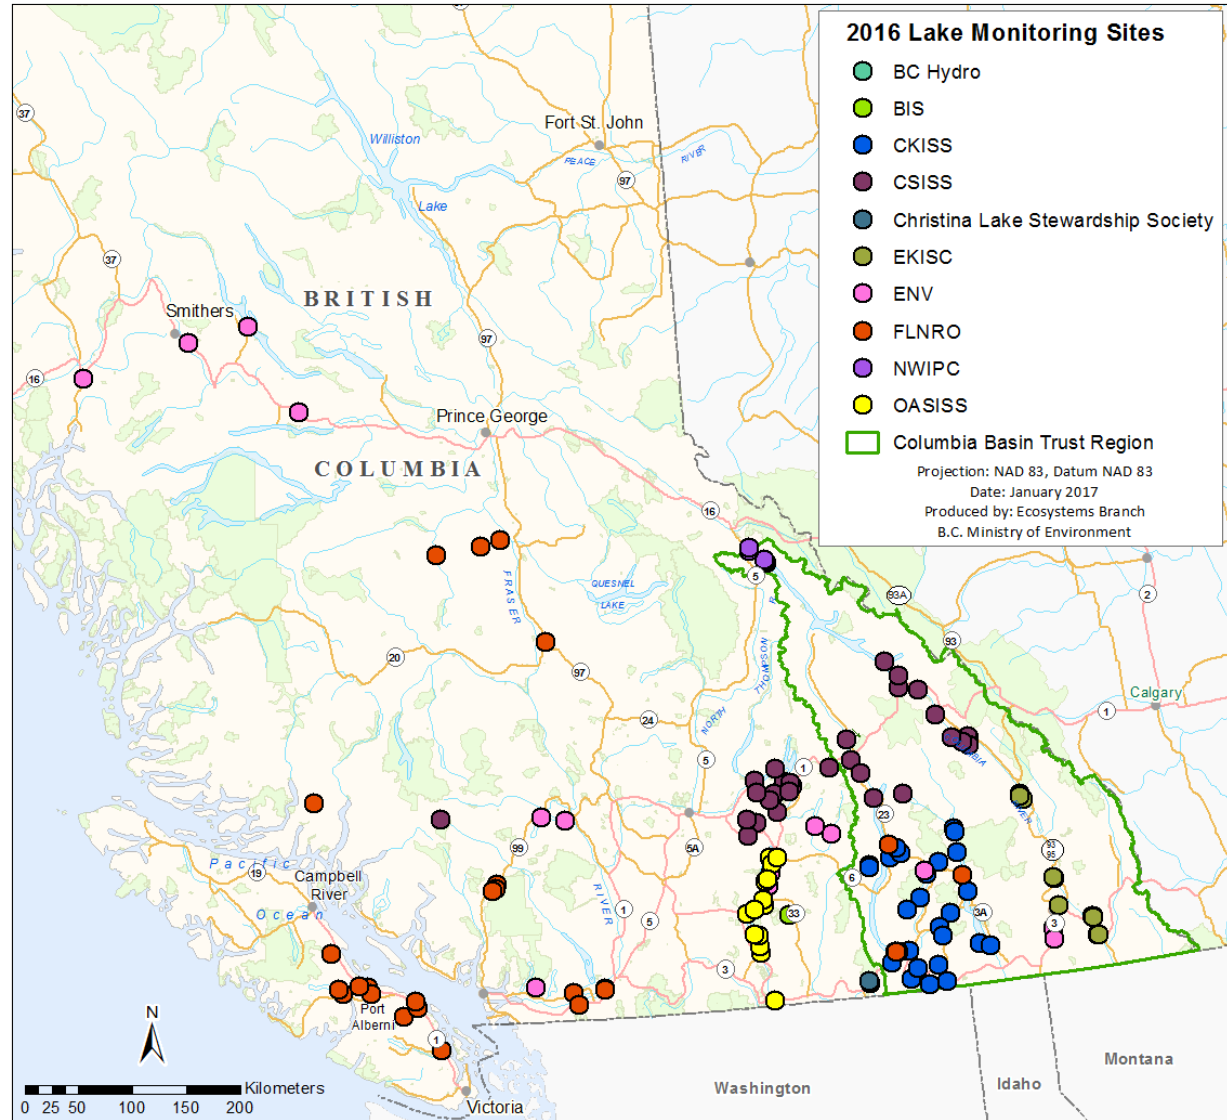 2016 Lake Monitoring Sites
BC Hydro
BIS
CKISS
CSISS
Christina Lake Stewardship Society
EKISC
ENV
FLNRO
NWIPC
OASISS
Columbia Basin Trust Region
Projection: NAD 83, Datum NAD 83
Date: January 2017
Produced by: Ecosystems Branch
B.C. Ministry of Environment
37
Fort St. John
Williston
PEACE
RIVER
97
Lake
37
BRITISH
Smithers
97
16
Prince George
COLUMBIA
16
5
FRASER
QUESNEL
LAKE
R
93A
2
93
THOMPSON
20
97
Calgary
1
24
NORTH
5
1
23
5A
99
93
95
Pacific
19
Campbell
River
Ocean
RIVER
6
1
5
33
3A
3
3
N
Port
Alberni
1
Montana
Kilometers
0 25 50 100 150 200
Washington
Idaho
Victoria